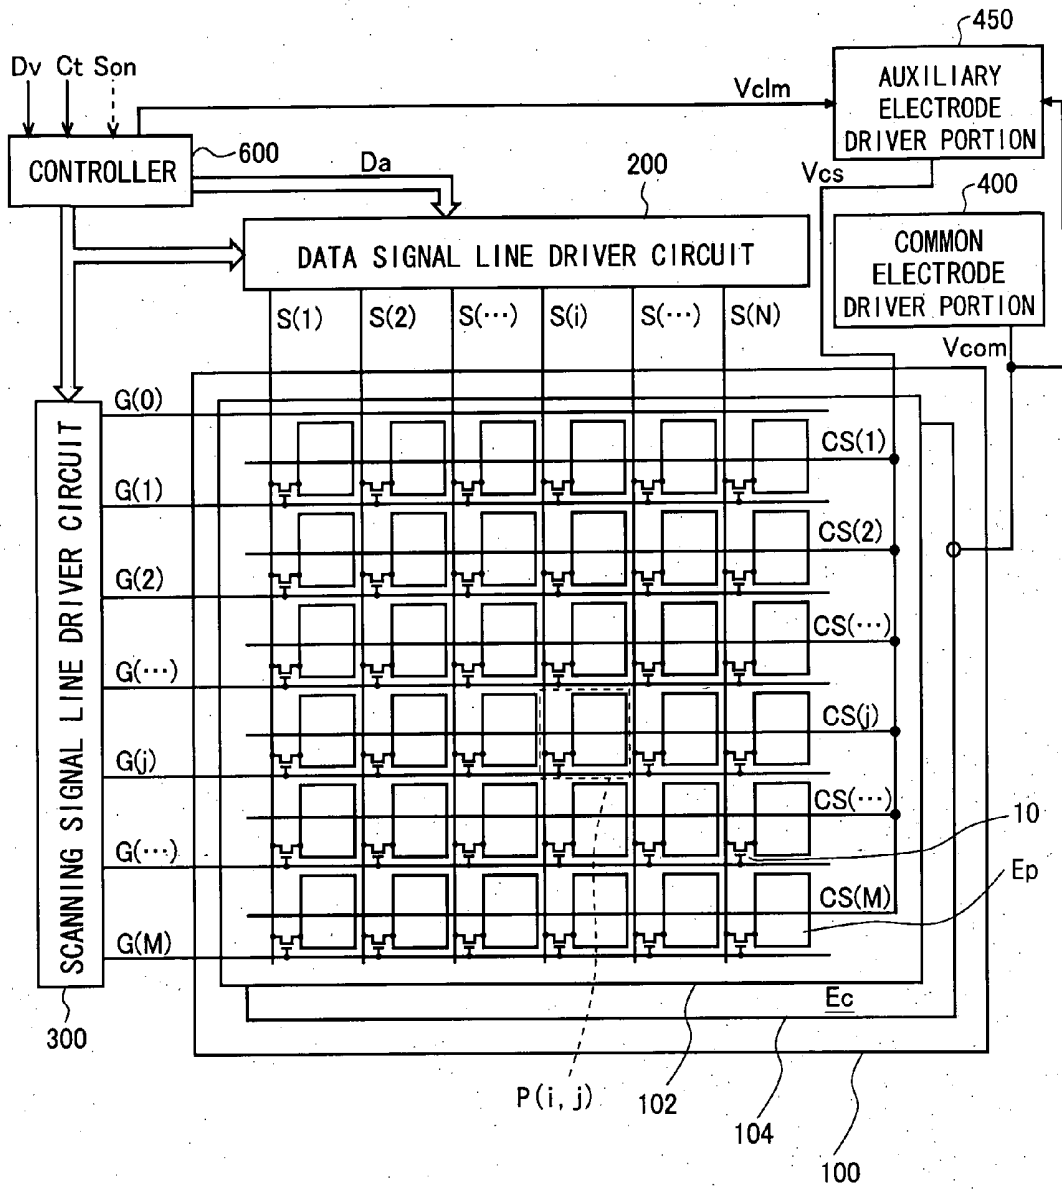 450
Dv Ct Son
Vclm
AUXILIARY
ELECTRODE
DRIVER PORTION
600
CONTROLLER
Da
200
Vcs
400
DATA SIGNAL LINE DRIVER CIRCUIT
COMMON
ELECTRODE
DRIVER PORTION
S(1) S(2) S(···) S(i) S(···) S(N)
Vcom
G(0)
CS(1)
G(1)
CS(2)
G(2)
CS(···)
G(···)
CS(j)
G(j)
CS(···)
10
G(···)
Ep
CS(M)
G(M)
SCANNING SIGNAL LINE DRIVER CIRCUIT
Ec
300
P(i, j)
102
104
100